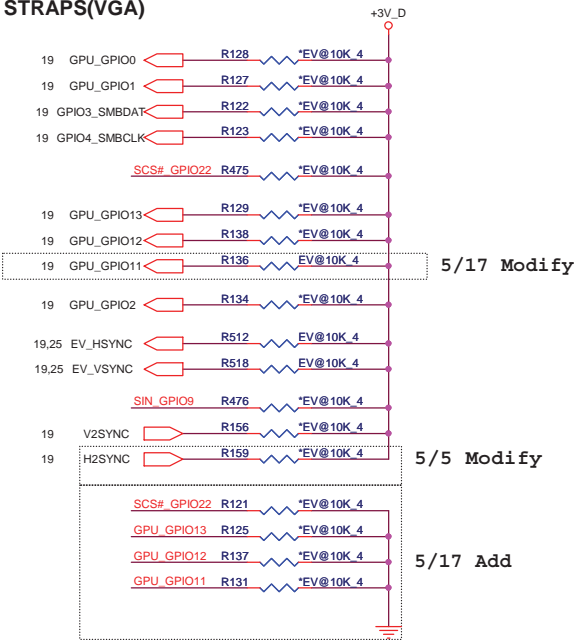 STRAPS(VGA)
+3V_D
19 GPU_GPIO0 R128 *EV@10K_4
19 GPU_GPIO1 R127 *EV@10K_4
19 GPIO3_SMBDAT R122 *EV@10K_4
19 GPIO4_SMBCLK R123 *EV@10K_4
SCS#_GPIO22 R475 *EV@10K_4
19 GPU_GPIO13 R129 *EV@10K_4
19 GPU_GPIO12 R138 *EV@10K_4
19 GPU_GPIO11 R136 EV@10K_4 5/17 Modify
19 GPU_GPIO2 R134 *EV@10K_4
19,25 EV_HSYNC R512 EV@10K_4
19,25 EV_VSYNC R518 EV@10K_4
SIN_GPIO9 R476 *EV@10K_4
19 V2SYNC R156 *EV@10K_4
19 H2SYNC R159 *EV@10K_4 5/5 Modify
SCS#_GPIO22 R121 *EV@10K_4
GPU_GPIO13 R125 *EV@10K_4
GPU_GPIO12 R137 *EV@10K_4 5/17 Add
GPU_GPIO11 R131 *EV@10K_4